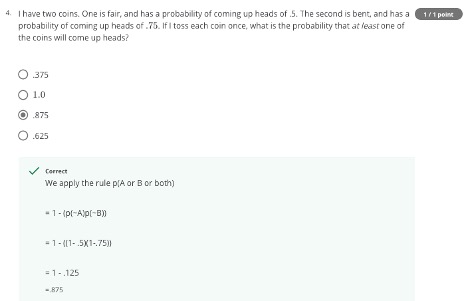 4. I have two coins. One is fair, and has a probability of coming up heads of .5. The second is bent, and has a
probability of coming up heads of .75. If I toss each coin once, what is the probability that at least one of
the coins will come up heads?
1 / 1 point
.375
1.0
.875
.625
Correct
We apply the rule p(A or B or both)
= 1 - (p(~A)p(~B))
= 1 - ((1- .5)(1-.75))
= 1 - .125
=.875